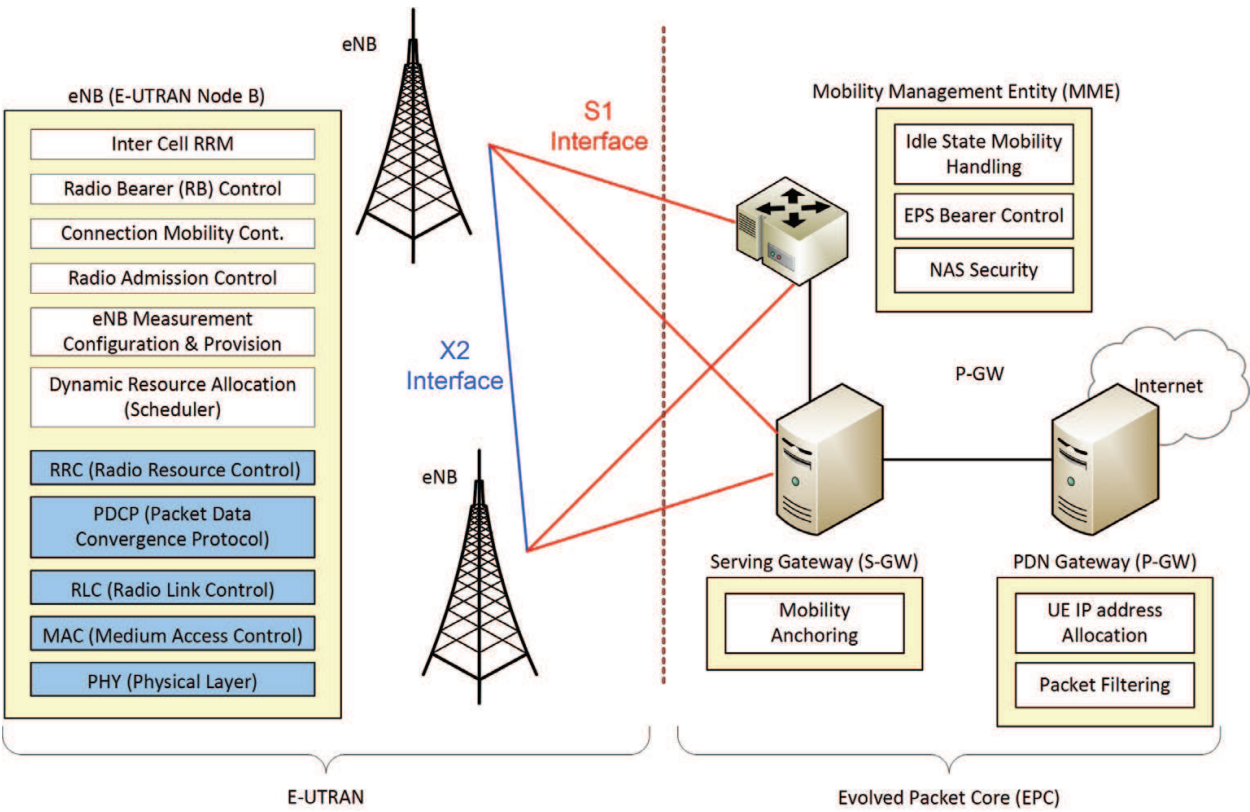 eNB
eNB (E-UTRAN Node B)
Inter Cell RRM
Radio Bearer (RB) Control
Connection Mobility Cont.
Radio Admission Control
eNB Measurement
Configuration & Provision
Dynamic Resource Allocation
(Scheduler)
RRC (Radio Resource Control)
PDCP (Packet Data
Convergence Protocol)
RLC (Radio Link Control)
MAC (Medium Access Control)
PHY (Physical Layer)
E-UTRAN
S1
Interface
X2
Interface
eNB
Mobility Management Entity (MME)
Idle State Mobility
Handling
EPS Bearer Control
NAS Security
P-GW
Internet
Serving Gateway (S-GW)
Mobility
Anchoring
PDN Gateway (P-GW)
UE IP address
Allocation
Packet Filtering
Evolved Packet Core (EPC)